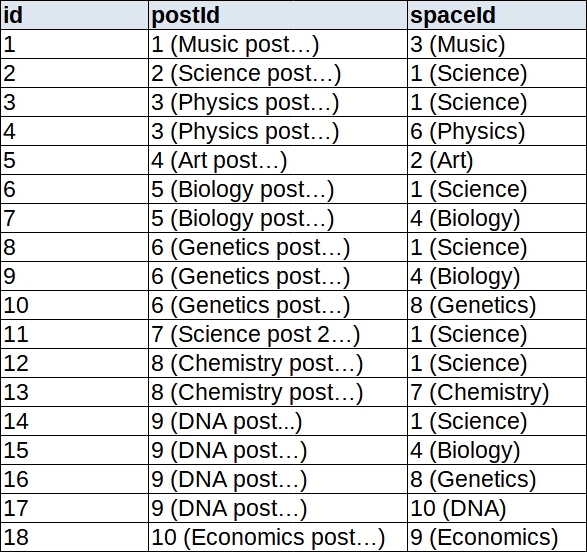 id postId spaceId
1 1 (Music post…) 3 (Music)
2 2 (Science post…) 1 (Science)
3 3 (Physics post…) 1 (Science)
4 3 (Physics post…) 6 (Physics)
5 4 (Art post…) 2 (Art)
6 5 (Biology post…) 1 (Science)
7 5 (Biology post…) 4 (Biology)
8 6 (Genetics post…) 1 (Science)
9 6 (Genetics post…) 4 (Biology)
10 6 (Genetics post…) 8 (Genetics)
11 7 (Science post 2…) 1 (Science)
12 8 (Chemistry post…) 1 (Science)
13 8 (Chemistry post…) 7 (Chemistry)
14 9 (DNA post...) 1 (Science)
15 9 (DNA post…) 4 (Biology)
16 9 (DNA post…) 8 (Genetics)
17 9 (DNA post…) 10 (DNA)
18 10 (Economics post…) 9 (Economics)